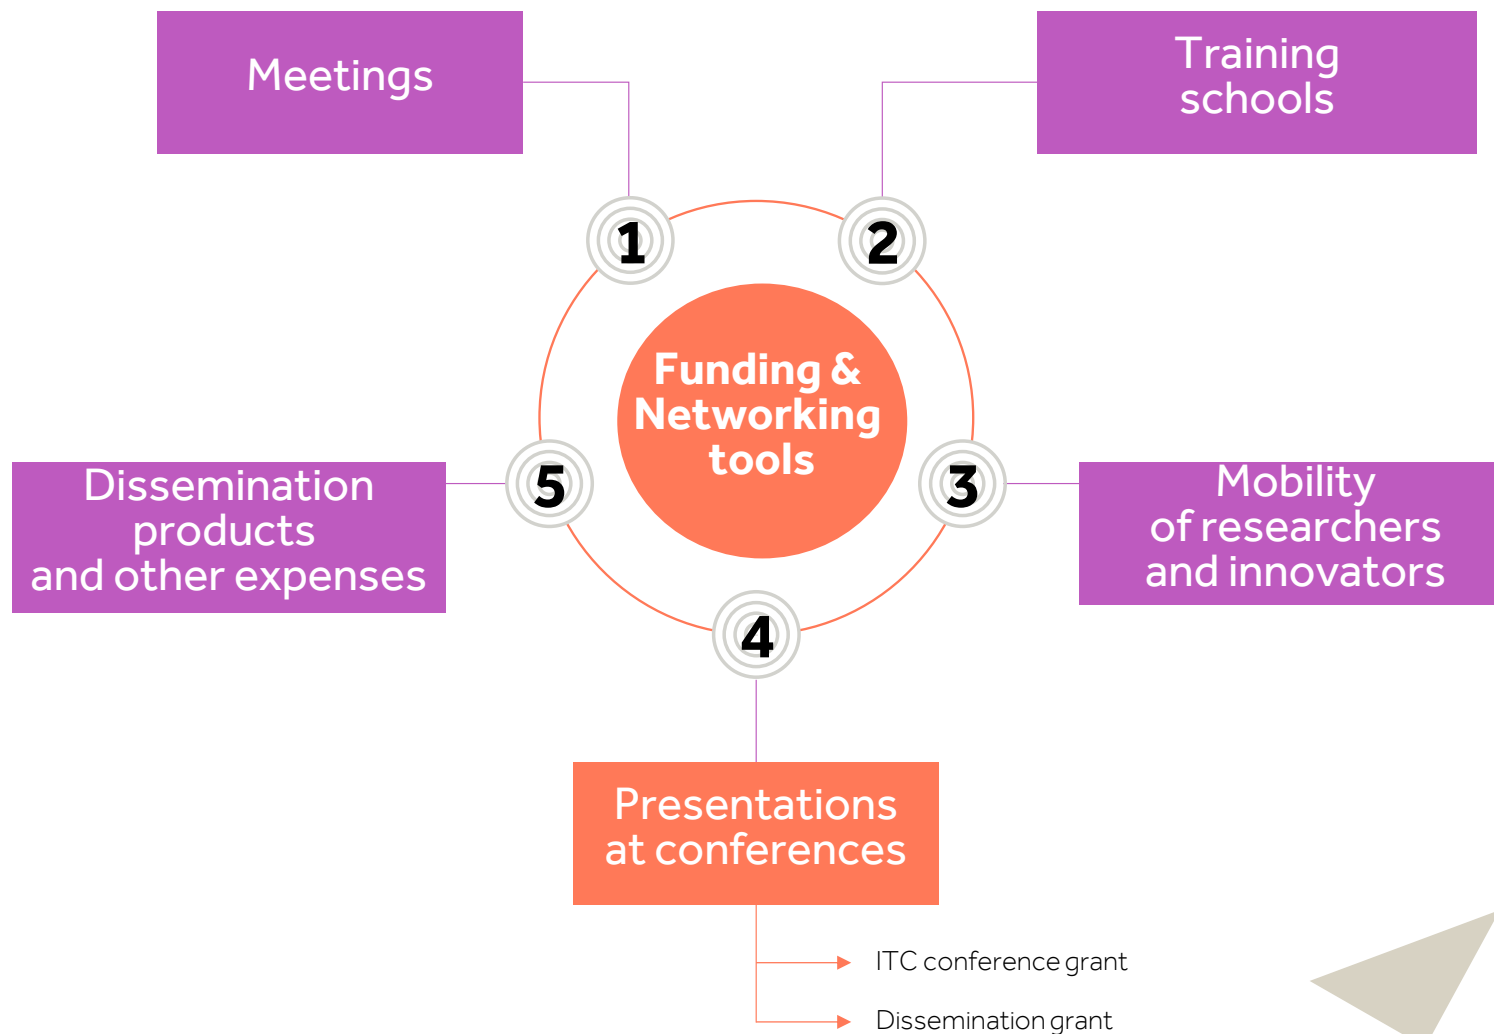 Meetings
Training
schools
1
2
Funding &
Networking
tools
Dissemination
products
and other expenses
5
3
Mobility
of researchers
and innovators
4
Presentations
at conferences
ITC conference grant
Dissemination grant